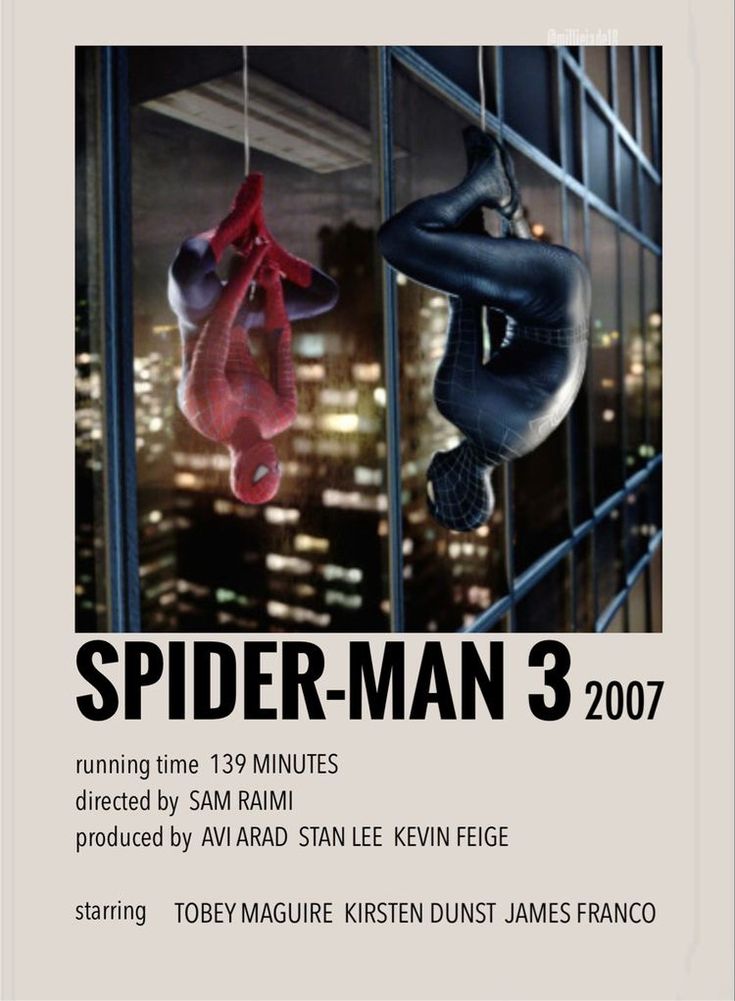 @milliejade18
SPIDER-MAN 3 2007
running time 139 MINUTES
directed by SAM RAIMI
produced by AVI ARAD STAN LEE KEVIN FEIGE
starring TOBEY MAGUIRE KIRSTEN DUNST JAMES FRANCO